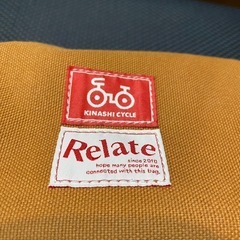 KINASHI CYCLE
Relate
since 2010
hope many people are
connected with this bag.